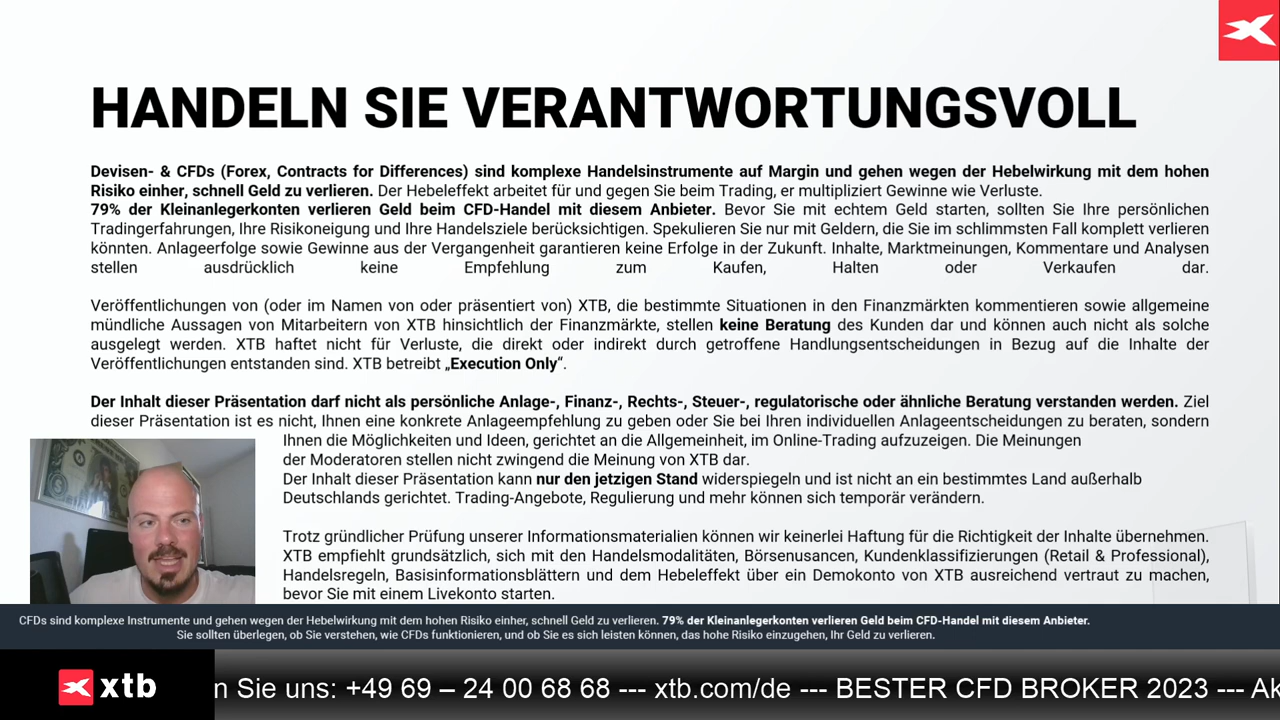 HANDELN SIE VERANTWORTUNGSVOLL
Devisen- & CFDs (Forex, Contracts for Differences) sind komplexe Handelsinstrumente auf Margin und gehen wegen der Hebelwirkung mit dem hohen
Risiko einher, schnell Geld zu verlieren. Der Hebeleffekt arbeitet für und gegen Sie beim Trading, er multipliziert Gewinne wie Verluste.
79% der Kleinanlegerkonten verlieren Geld beim CFD-Handel mit diesem Anbieter. Bevor Sie mit echtem Geld starten, sollten Sie Ihre persönlichen
Tradingerfahrungen, Ihre Risikoneigung und Ihre Handelsziele berücksichtigen. Spekulieren Sie nur mit Geldern, die Sie im schlimmsten Fall komplett verlieren
könnten. Anlageerfolge sowie Gewinne aus der Vergangenheit garantieren keine Erfolge in der Zukunft. Inhalte, Marktmeinungen, Kommentare und Analysen
stellen ausdrücklich keine Empfehlung zum Kaufen, Halten oder Verkaufen dar.
Veröffentlichungen von (oder im Namen von oder präsentiert von) XTB, die bestimmte Situationen in den Finanzmärkten kommentieren sowie allgemeine
mündliche Aussagen von Mitarbeitern von XTB hinsichtlich der Finanzmärkte, stellen keine Beratung des Kunden dar und können auch nicht als solche
ausgelegt werden. XTB haftet nicht für Verluste, die direkt oder indirekt durch getroffene Handlungsentscheidungen in Bezug auf die Inhalte der
Veröffentlichungen entstanden sind. XTB betreibt „Execution Only“.
Der Inhalt dieser Präsentation darf nicht als persönliche Anlage-, Finanz-, Rechts-, Steuer-, regulatorische oder ähnliche Beratung verstanden werden. Ziel
dieser Präsentation ist es nicht, Ihnen eine konkrete Anlageempfehlung zu geben oder Sie bei Ihren individuellen Anlageentscheidungen zu beraten, sondern
Ihnen die Möglichkeiten und Ideen, gerichtet an die Allgemeinheit, im Online-Trading aufzuzeigen. Die Meinungen
der Moderatoren stellen nicht zwingend die Meinung von XTB dar.
Der Inhalt dieser Präsentation kann nur den jetzigen Stand widerspiegeln und ist nicht an ein bestimmtes Land außerhalb
Deutschlands gerichtet. Trading-Angebote, Regulierung und mehr können sich temporär verändern.
Trotz gründlicher Prüfung unserer Informationsmaterialien können wir keinerlei Haftung für die Richtigkeit der Inhalte übernehmen.
XTB empfiehlt grundsätzlich, sich mit den Handelsmodalitäten, Börsenusancen, Kundenklassifizierungen (Retail & Professional),
Handelsregeln, Basisinformationsblättern und dem Hebeleffekt über ein Demokonto von XTB ausreichend vertraut zu machen,
bevor Sie mit einem Livekonto starten.
CFDs sind komplexe Instrumente und gehen wegen der Hebelwirkung mit dem hohen Risiko einher, schnell Geld zu verlieren. 79% der Kleinanlegerkonten verlieren Geld beim CFD-Handel mit diesem Anbieter.
Sie sollten überlegen, ob Sie verstehen, wie CFDs funktionieren, und ob Sie es sich leisten können, das hohe Risiko einzugehen, Ihr Geld zu verlieren.
xtb
n Sie uns: +49 69 – 24 00 68 68 --- xtb.com/de --- BESTER CFD BROKER 2023 --- Ak